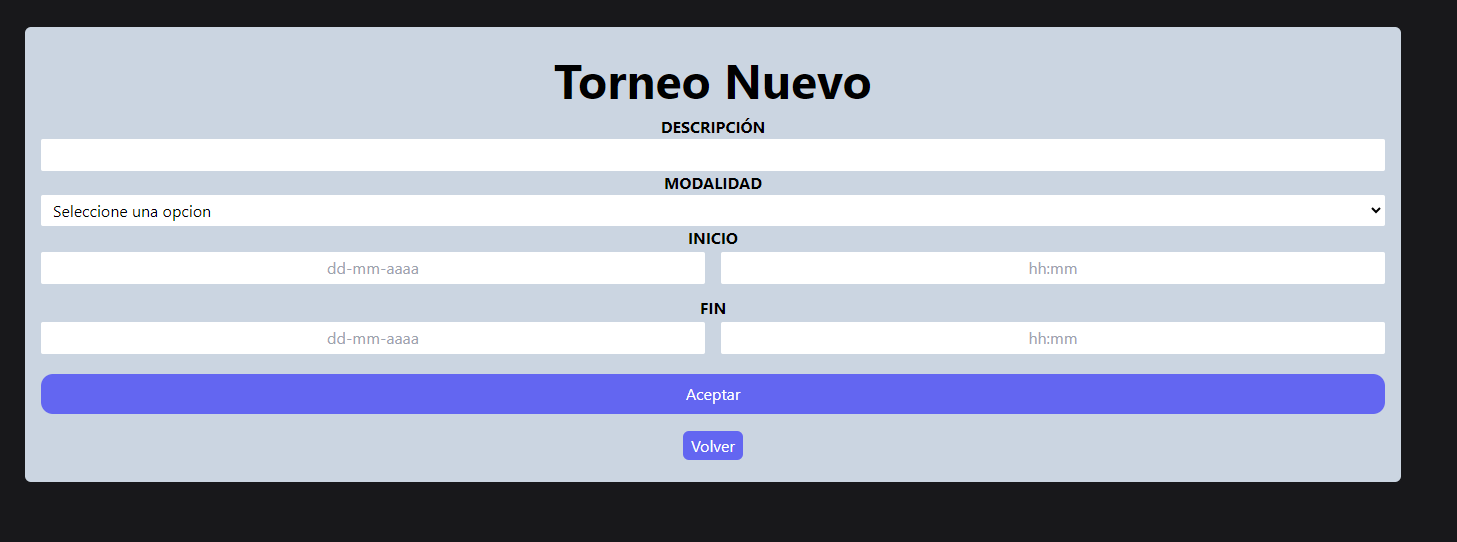 Torneo Nuevo
DESCRIPCIÓN
MODALIDAD
Seleccione una opcion
INICIO
dd-mm-aaaa hh:mm
FIN
dd-mm-aaaa hh:mm
Aceptar
Volver